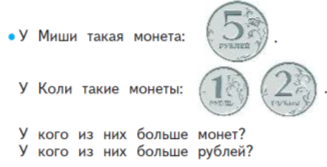 • У Миши такая монета: 5 РУБЛЕЙ .
У Коли такие монеты: 1 РУБЛЬ 2 РУБЛЯ .
У кого из них больше монет?
У кого из них больше рублей?